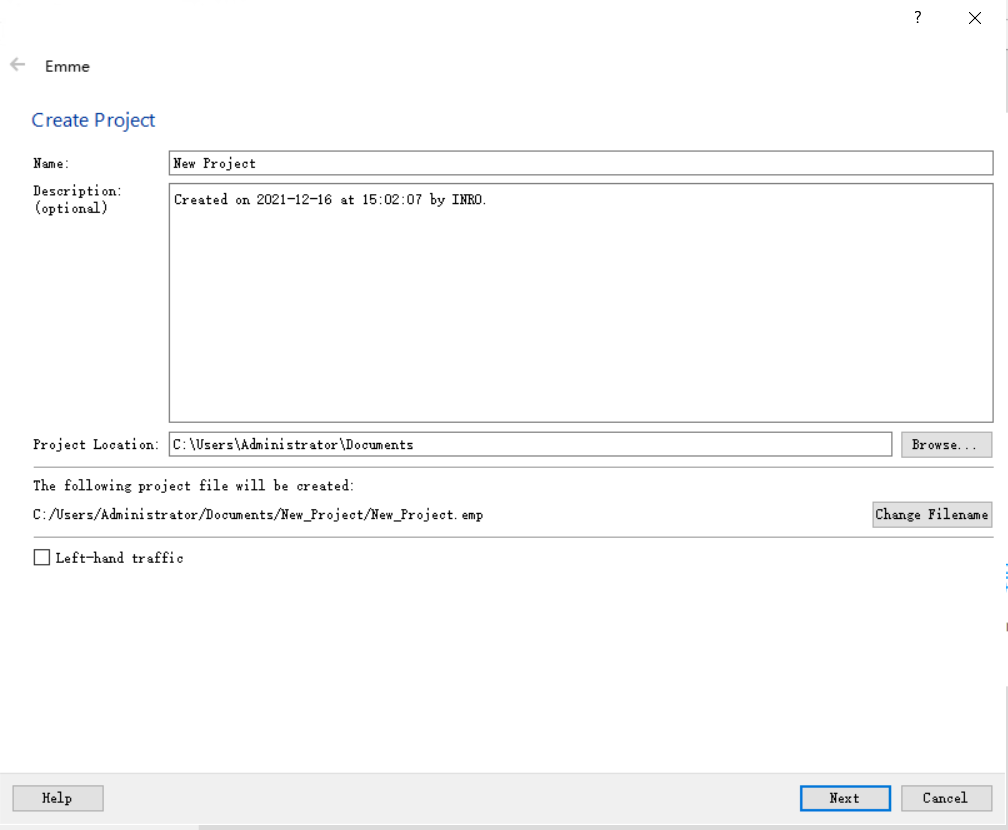 ?
Emme
Create Project
Name: New Project
Description: Created on 2021-12-16 at 15:02:07 by INRO.
(optional)
Project Location: C:\Users\Administrator\Documents Browse...
The following project file will be created:
C:/Users/Administrator/Documents/New_Project/New_Project.emp Change Filename
Left-hand traffic
Help Next Cancel